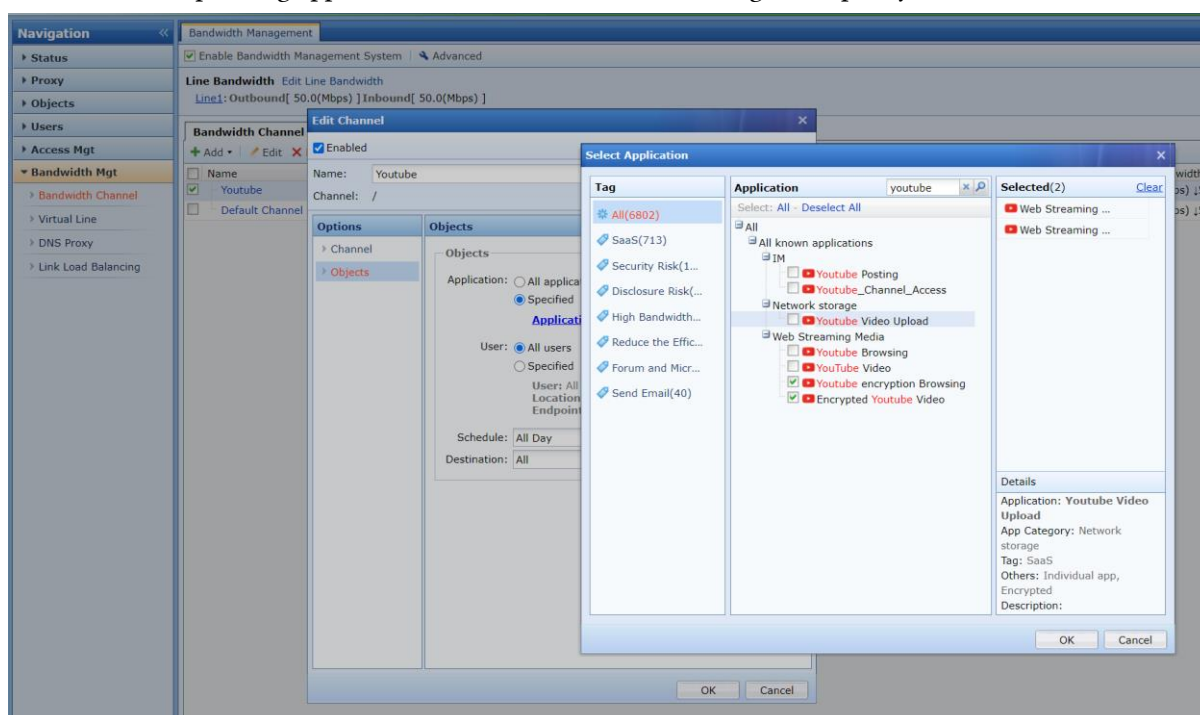 Navigation
Status
Proxy
Objects
Users
Access Mgt
Bandwidth Mgt
Bandwidth Channel
Virtual Line
DNS Proxy
Link Load Balancing
Bandwidth Management
Enable Bandwidth Management System
Advanced
Line Bandwidth Edit Line Bandwidth
Line1: Outbound[ 50.0(Mbps) ] Inbound[ 50.0(Mbps) ]
Bandwidth Channel
Add Edit
Name
Youtube
Default Channel
Edit Channel
Enabled
Name: Youtube
Channel: /
Options
Channel
Objects
Objects
Objects
Application: All applica
Specified
Applicati
User: All users
Specified
User: All
Location
Endpoint
Schedule: All Day
Destination: All
OK Cancel
Select Application
Tag
All(6802)
SaaS(713)
Security Risk(1...
Disclosure Risk(...
High Bandwidth...
Reduce the Effic...
Forum and Micr...
Send Email(40)
Application youtube
Select: All - Deselect All
All
All known applications
IM
Youtube Posting
Youtube_Channel_Access
Network storage
Youtube Video Upload
Web Streaming Media
Youtube Browsing
YouTube Video
Youtube encryption Browsing
Encrypted Youtube Video
Selected(2) Clear
Web Streaming ...
Web Streaming ...
Details
Application: Youtube Video
Upload
App Category: Network
storage
Tag: SaaS
Others: Individual app,
Encrypted
Description:
OK Cancel